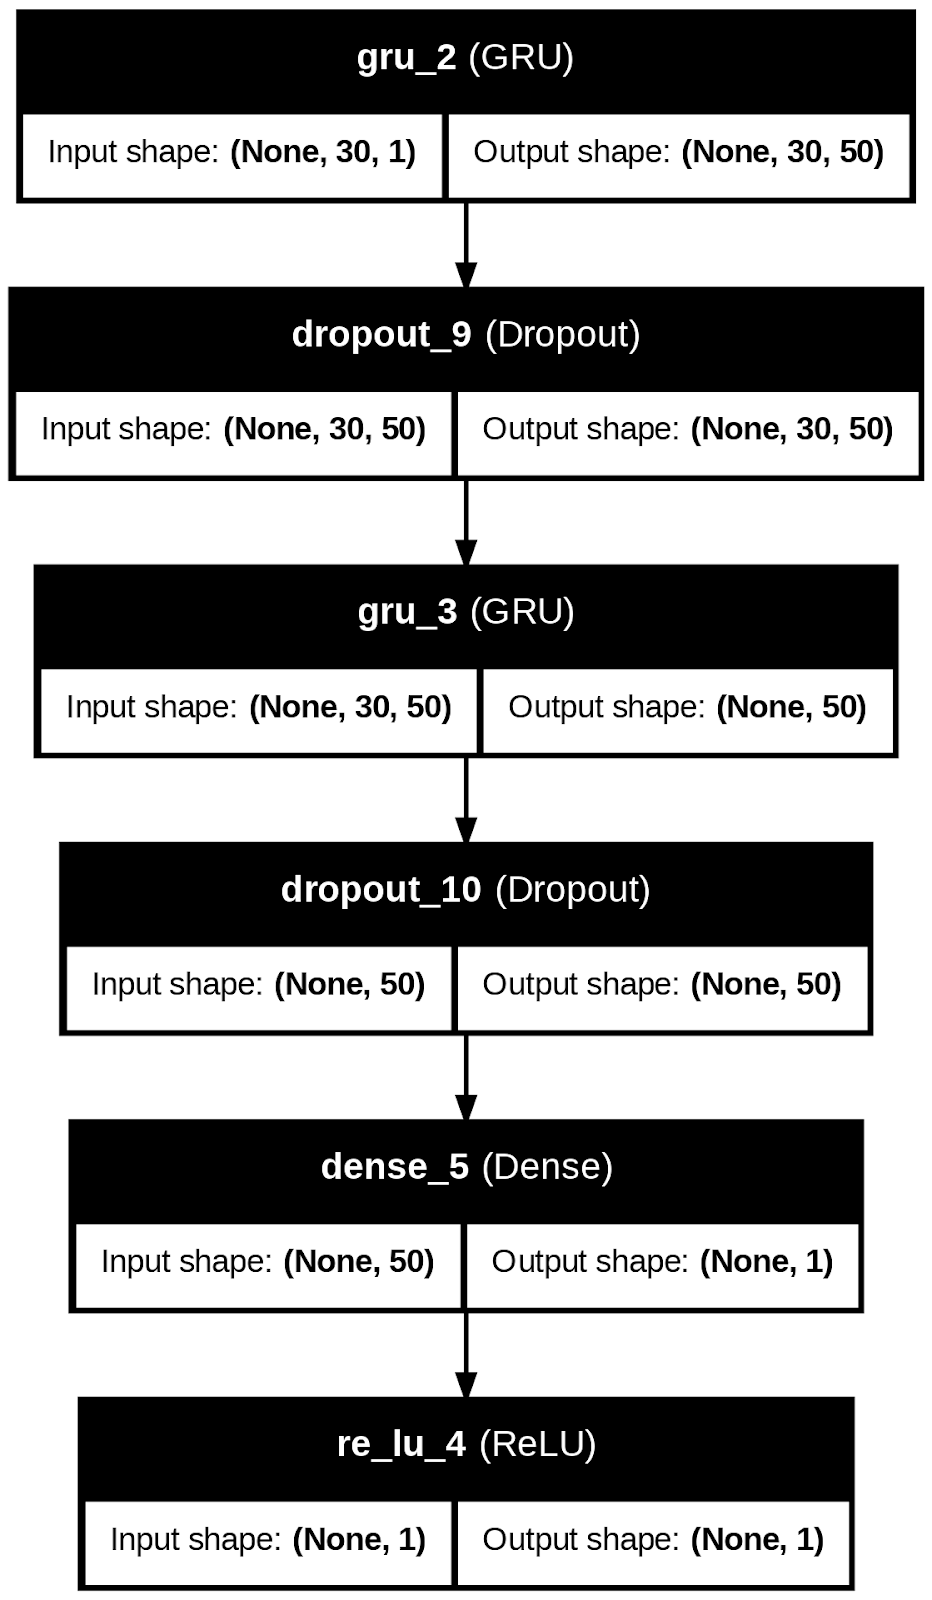 gru_2 (GRU)
Input shape: (None, 30, 1) Output shape: (None, 30, 50)
dropout_9 (Dropout)
Input shape: (None, 30, 50) Output shape: (None, 30, 50)
gru_3 (GRU)
Input shape: (None, 30, 50) Output shape: (None, 50)
dropout_10 (Dropout)
Input shape: (None, 50) Output shape: (None, 50)
dense_5 (Dense)
Input shape: (None, 50) Output shape: (None, 1)
re_lu_4 (ReLU)
Input shape: (None, 1) Output shape: (None, 1)